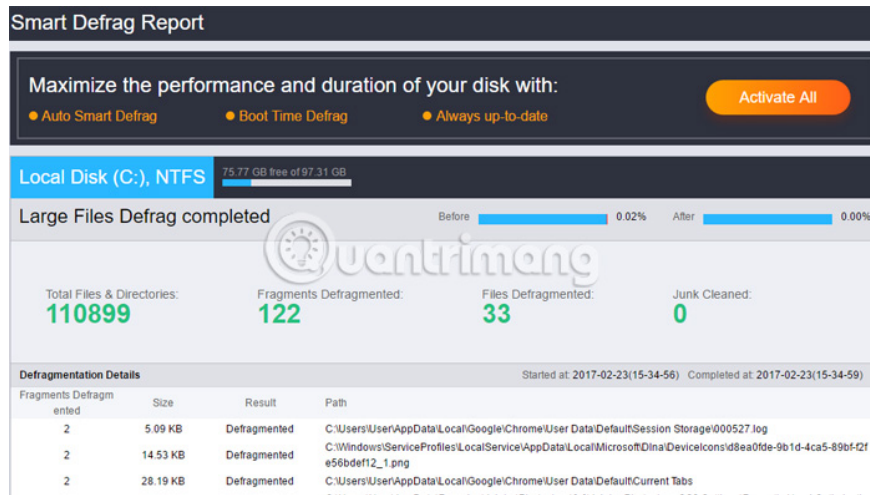 Smart Defrag Report
Maximize the performance and duration of your disk with:
Activate All
Auto Smart Defrag
Boot Time Defrag
Always up-to-date
Local Disk (C:), NTFS
75.77 GB free of 97.31 GB
Large Files Defrag completed
Before 0.02% After 0.00%
Quantrimang
Total Files & Directories: Fragments Defragmented: Files Defragmented: Junk Cleaned:
110899 122 33 0
Defragmentation Details Started at: 2017-02-23(15-34-56) Completed at: 2017-02-23(15-34-59)
Fragments Defragm
ented Size Result Path
2 5.09 KB Defragmented C:\Users\User\AppData\Local\Google\Chrome\User Data\Default\Session Storage\000527.log
2 14.53 KB Defragmented C:\Windows\ServiceProfiles\LocalService\AppData\Local\Microsoft\Dlna\DeviceIcons\d8ea0fde-9b1d-4ca5-89bf-f2f
e56bdef12_1.png
2 28.19 KB Defragmented C:\Users\User\AppData\Local\Google\Chrome\User Data\Default\Current Tabs